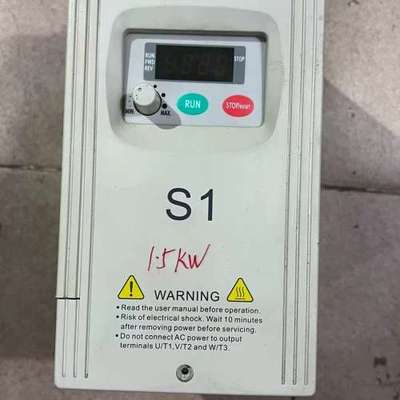 RUN
FWD
REV
STOP
MIN.
MAX.
RUN
STOP/reset
S1
1.5 KW
WARNING
• Read the user manual before operation.
• Risk of electrical shock. Wait 10 minutes
after removing power before servicing.
• Do not connect AC power to output
terminals U/T1,V/T2 and W/T3.